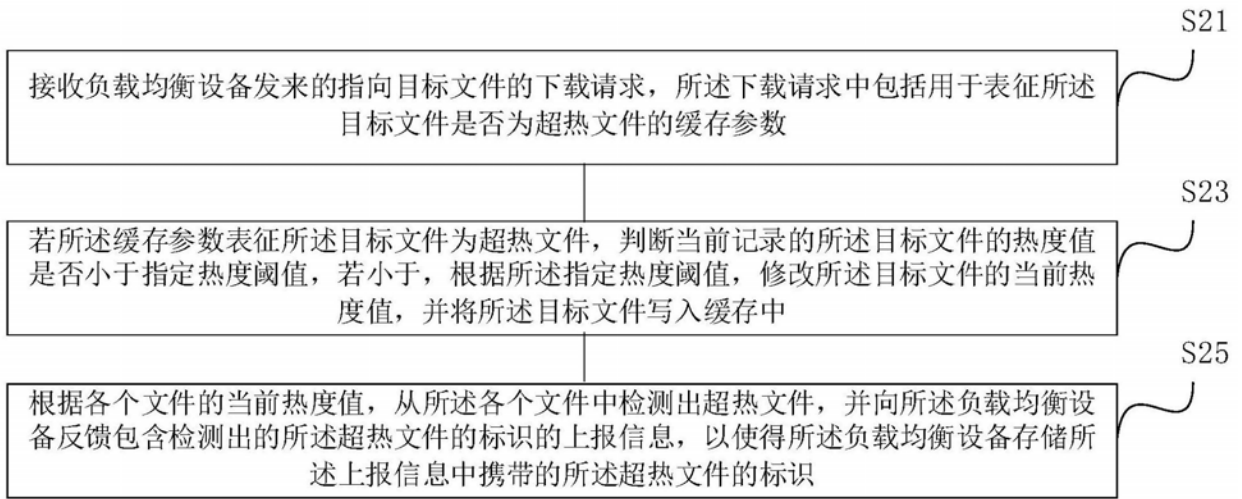 S21
接收负载均衡设备发来的指向目标文件的下载请求，所述下载请求中包括用于表征所述
目标文件是否为超热文件的缓存参数
S23
若所述缓存参数表征所述目标文件为超热文件，判断当前记录的所述目标文件的热度值
是否小于指定热度阈值，若小于，根据所述指定热度阈值，修改所述目标文件的当前热
度值，并将所述目标文件写入缓存中
S25
根据各个文件的当前热度值，从所述各个文件中检测出超热文件，并向所述负载均衡设
备反馈包含检测出的所述超热文件的标识的上报信息，以使得所述负载均衡设备存储所
述上报信息中携带的所述超热文件的标识